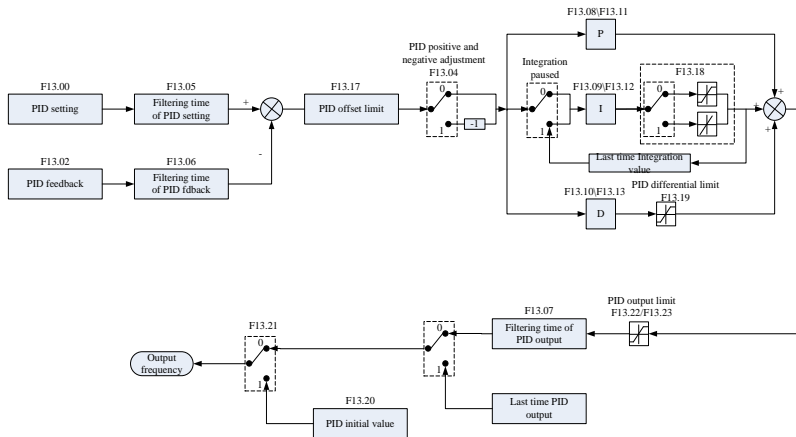 F13.08\F13.11
P
PID positive and
negative adjustment
F13.04
Integration
paused
F13.09\F13.12
F13.18
F13.00
F13.05
F13.17
0
0
0
+
PID setting
Filtering time
of PID setting
+
PID offset limit
I
+
1
-1
1
1
+
F13.02
F13.06
-
Last time Integration
value
PID feedback
Filtering time
of PID fdback
F13.10\F13.13
PID differential limit
F13.19
D
PID output limit
F13.22/F13.23
F13.07
F13.21
0
Filtering time of
PID output
0
Output
frequency
1
1
F13.20
Last time PID
output
PID initial value